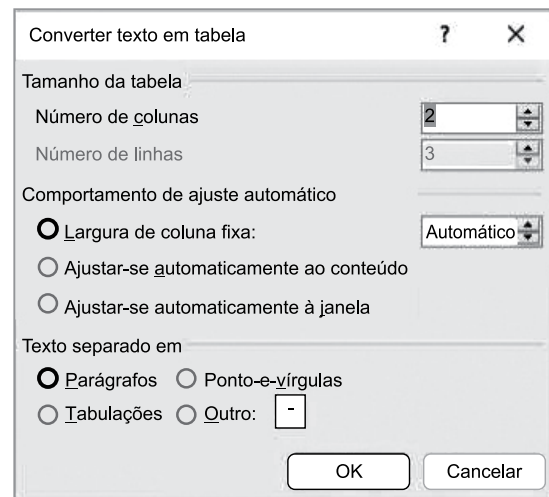 Converter texto em tabela ? ×
Tamanho da tabela
Número de colunas 2
Número de linhas 3
Comportamento de ajuste automático
Largura de coluna fixa: Automático
Ajustar-se automaticamente ao conteúdo
Ajustar-se automaticamente à janela
Texto separado em
Parágrafos Ponto-e-vírgulas
Tabulações Outro: -
OK Cancelar